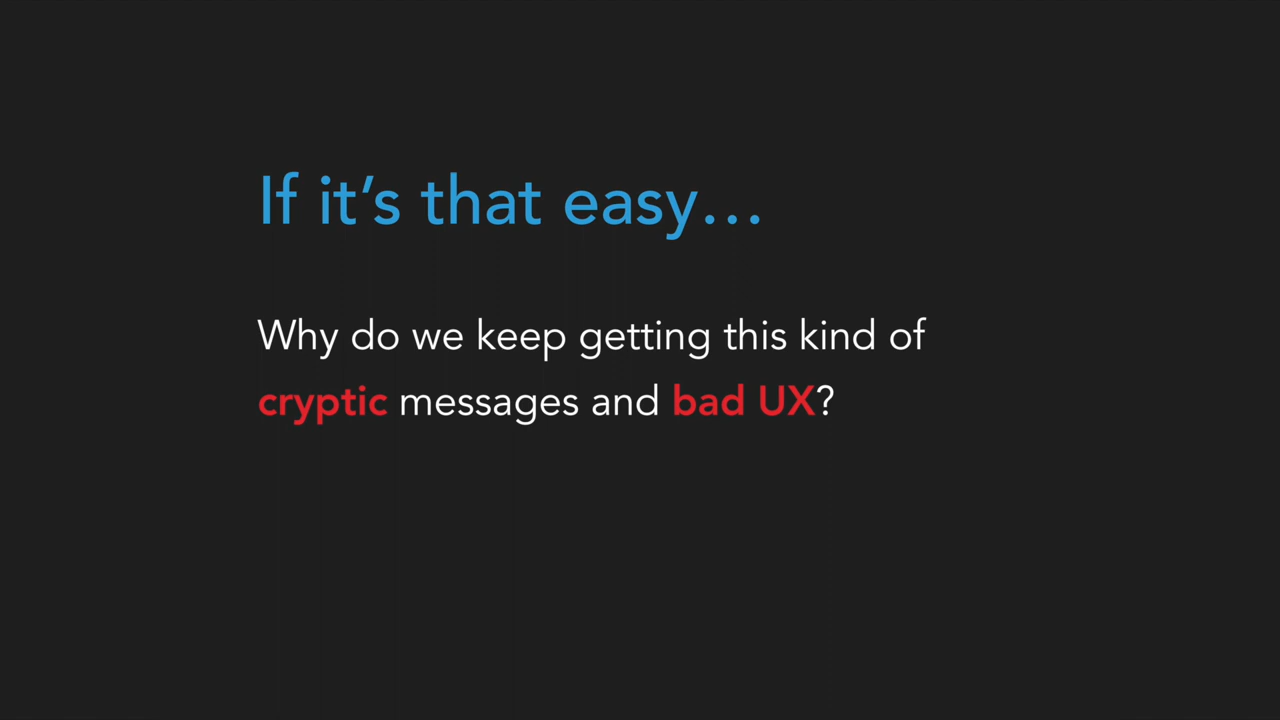 If it’s that easy…
Why do we keep getting this kind of
cryptic messages and bad UX?